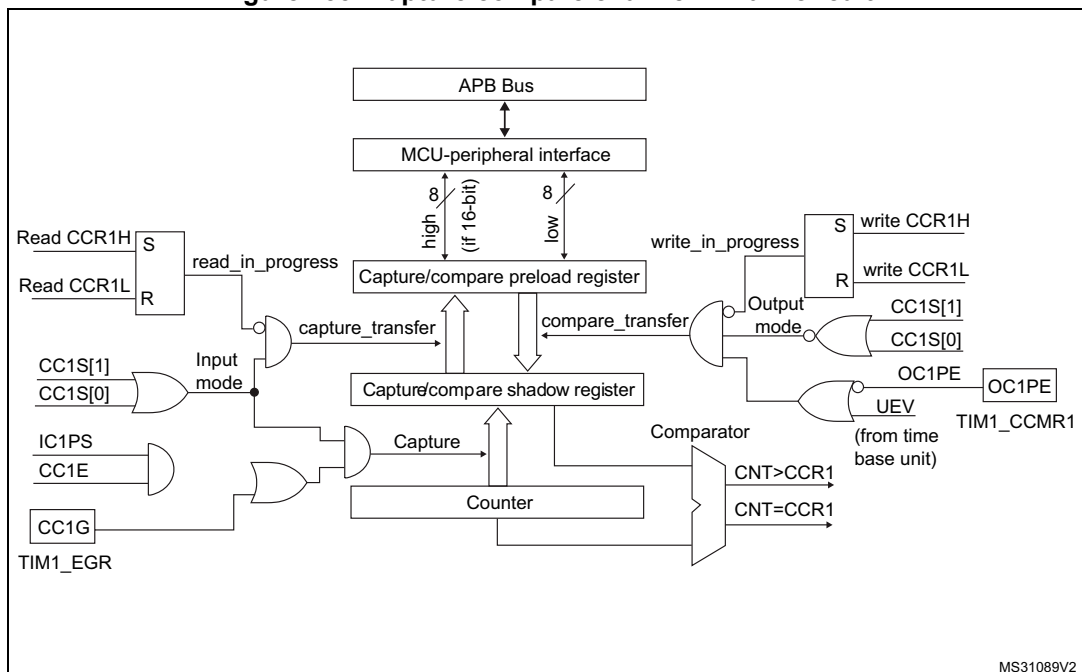 APB Bus
MCU-peripheral interface
8
high
(if 16-bit)
8
low
Read CCR1H
S
read_in_progress
Read CCR1L
R
write_in_progress
S
write CCR1H
R
write CCR1L
Capture/compare preload register
capture_transfer
compare_transfer
Output
mode
CC1S[1]
CC1S[0]
CC1S[1]
CC1S[0]
Input
mode
Capture/compare shadow register
OC1PE
OC1PE
UEV
TIM1_CCMR1
(from time
base unit)
IC1PS
CC1E
Capture
Comparator
CNT>CCR1
CNT=CCR1
Counter
CC1G
TIM1_EGR
MS31089V2